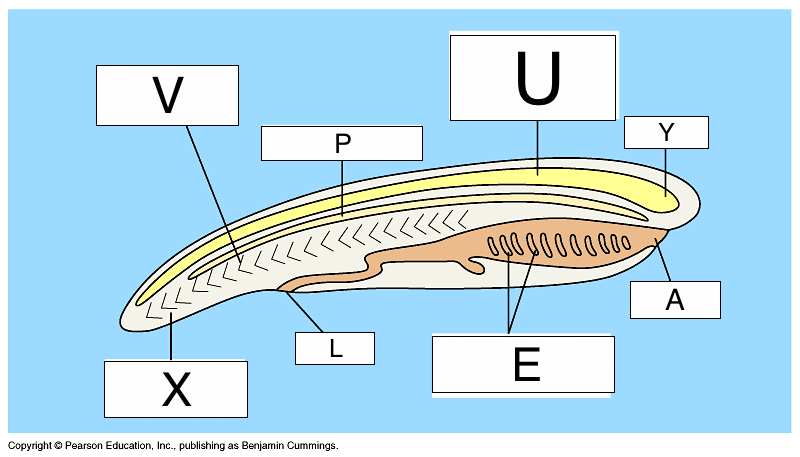 U
V
Y
P
A
L
E
X
Copyright © Pearson Education, Inc., publishing as Benjamin Cummings.